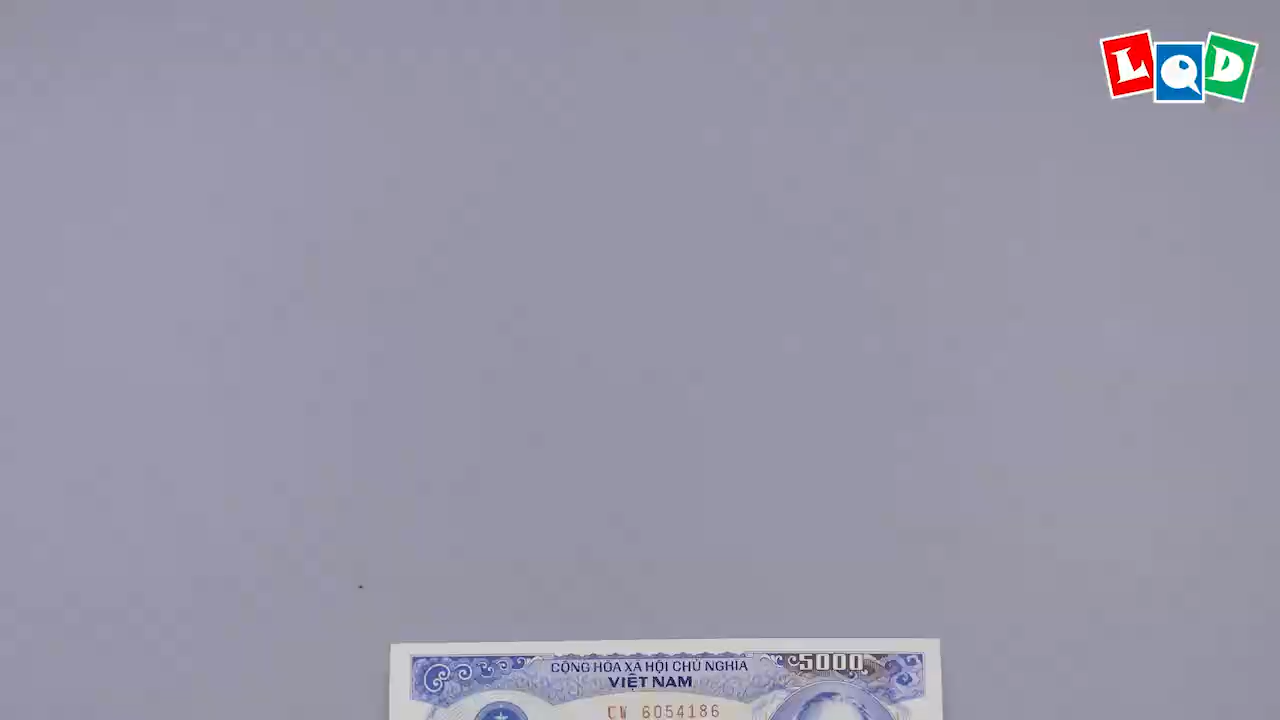 LQD
5000
CỘNG HÒA XÃ HỘI CHỦ NGHĨA
VIỆT NAM
CW 6054186